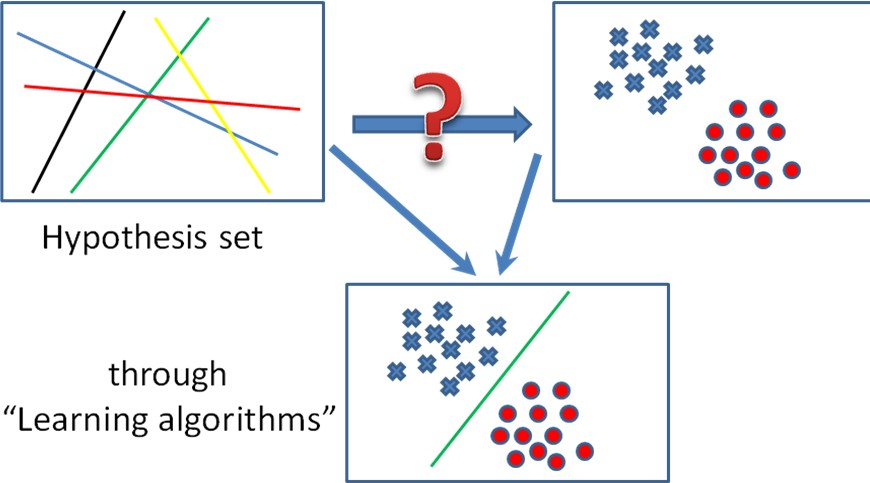 ?
Hypothesis set
through
“Learning algorithms”